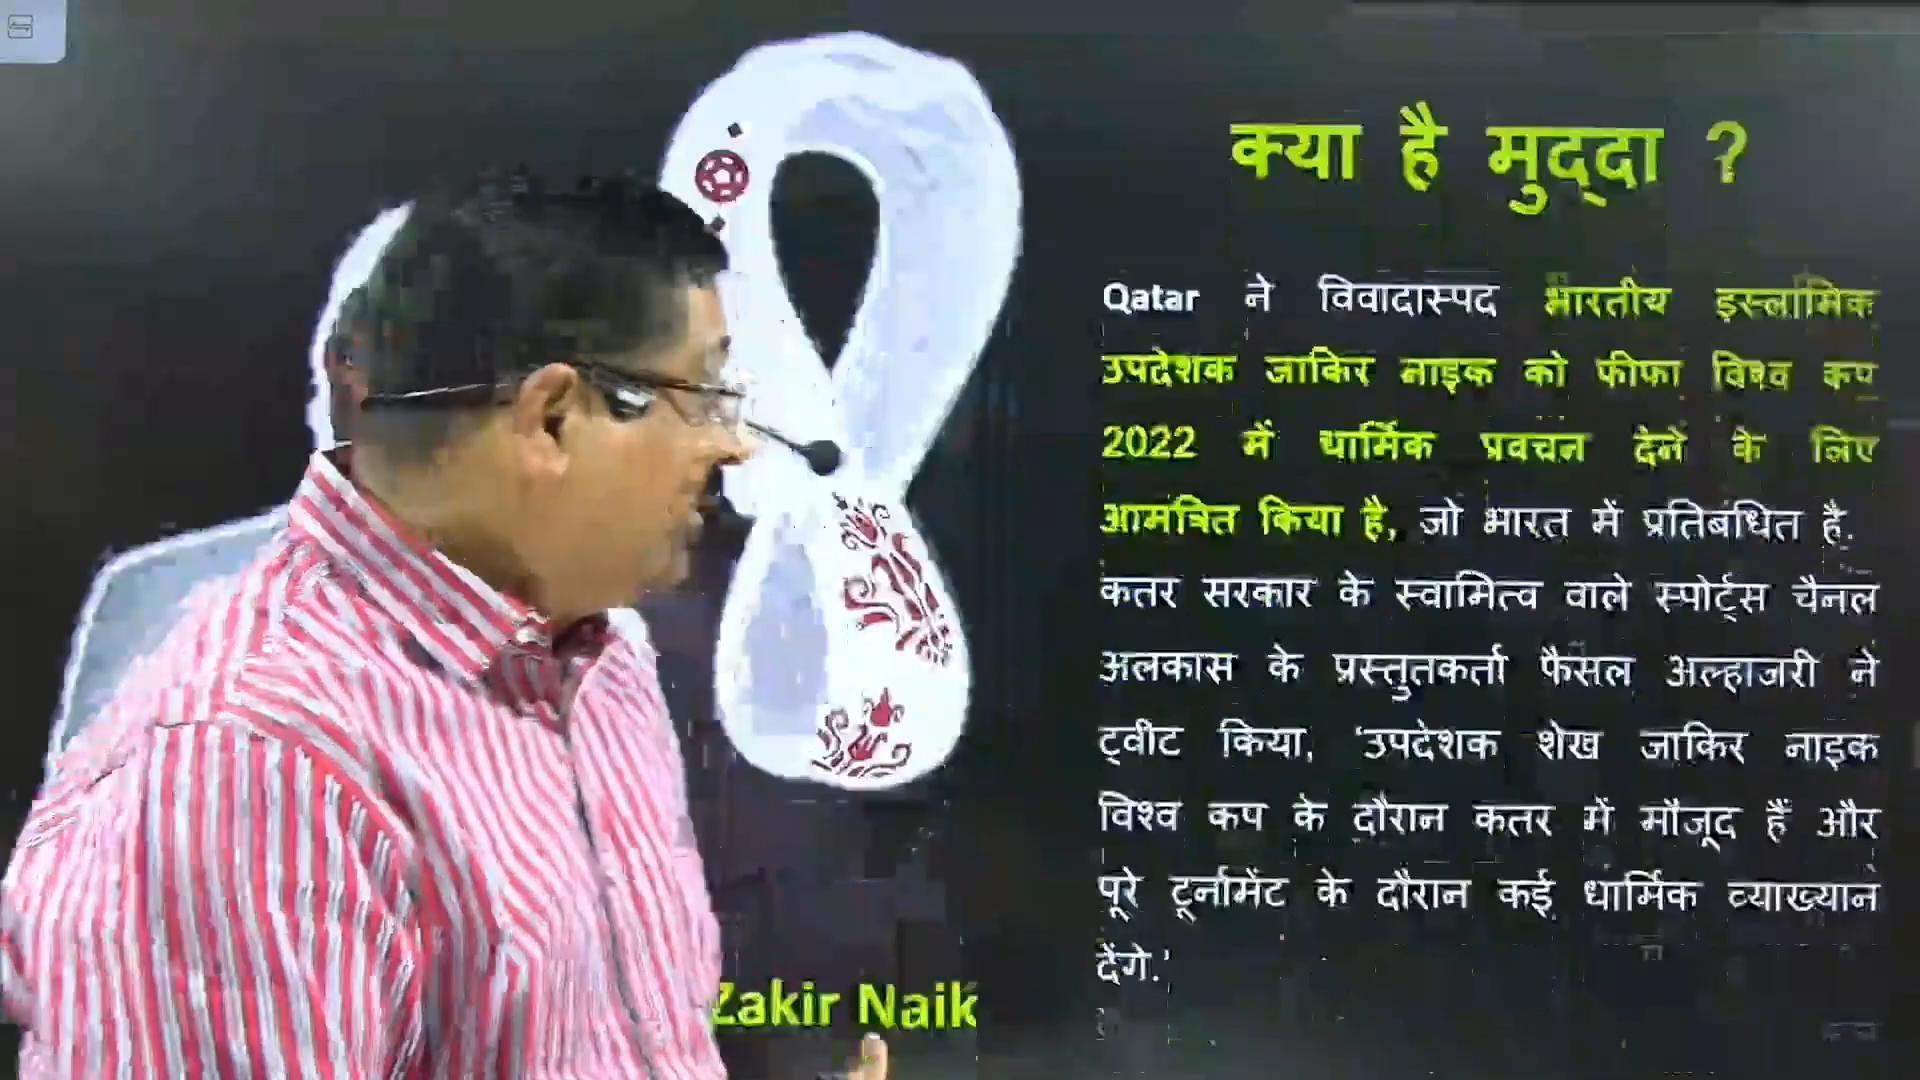 क्या है मुद्दा ?
Qatar ने विवादास्पद भारतीय इस्लामिक
उपदेशक जाकिर नाइक को फीफा विश्व कप
2022 में धार्मिक प्रवचन देने के लिए
आमंत्रित किया है, जो भारत में प्रतिबंधित है.
कतर सरकार के स्वामित्व वाले स्पोर्ट्स चैनल
अलकास के प्रस्तुतकर्ता फैसल अल्हाजरी ने
ट्वीट किया, 'उपदेशक शेख जाकिर नाइक
विश्व कप के दौरान कतर में मौजूद हैं और
पूरे टूर्नामेंट के दौरान कई धार्मिक व्याख्यान
देंगे.'
Zakir Naik